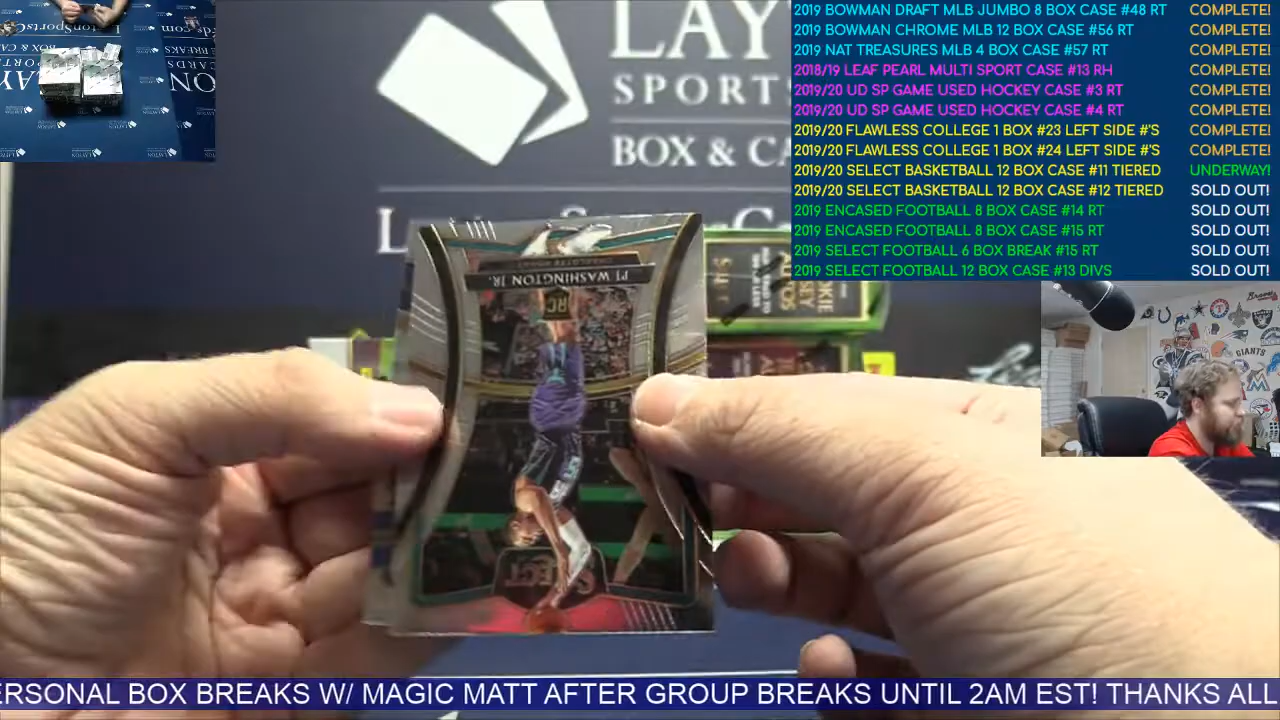 2019 BOWMAN DRAFT MLB JUMBO 8 BOX CASE #48 RT COMPLETE!
2019 BOWMAN CHROME MLB 12 BOX CASE #56 RT COMPLETE!
2019 NAT TREASURES MLB 4 BOX CASE #57 RT COMPLETE!
2018/19 LEAF PEARL MULTI SPORT CASE #13 RH COMPLETE!
2019/20 UD SP GAME USED HOCKEY CASE #3 RT COMPLETE!
2019/20 UD SP GAME USED HOCKEY CASE #4 RT COMPLETE!
2019/20 FLAWLESS COLLEGE 1 BOX #23 LEFT SIDE #'S COMPLETE!
2019/20 FLAWLESS COLLEGE 1 BOX #24 LEFT SIDE #'S COMPLETE!
2019/20 SELECT BASKETBALL 12 BOX CASE #11 TIERED UNDERWAY!
2019/20 SELECT BASKETBALL 12 BOX CASE #12 TIERED SOLD OUT!
2019 ENCASED FOOTBALL 8 BOX CASE #14 RT SOLD OUT!
2019 ENCASED FOOTBALL 8 BOX CASE #15 RT SOLD OUT!
2019 SELECT FOOTBALL 6 BOX BREAK #15 RT SOLD OUT!
2019 SELECT FOOTBALL 12 BOX CASE #13 DIVS SOLD OUT!
LAY
SPORTS
BOX & CA
PJ WASHINGTON JR.
RC
SELECT
GIANTS
ERSONAL BOX BREAKS W/ MAGIC MATT AFTER GROUP BREAKS UNTIL 2AM EST! THANKS ALL